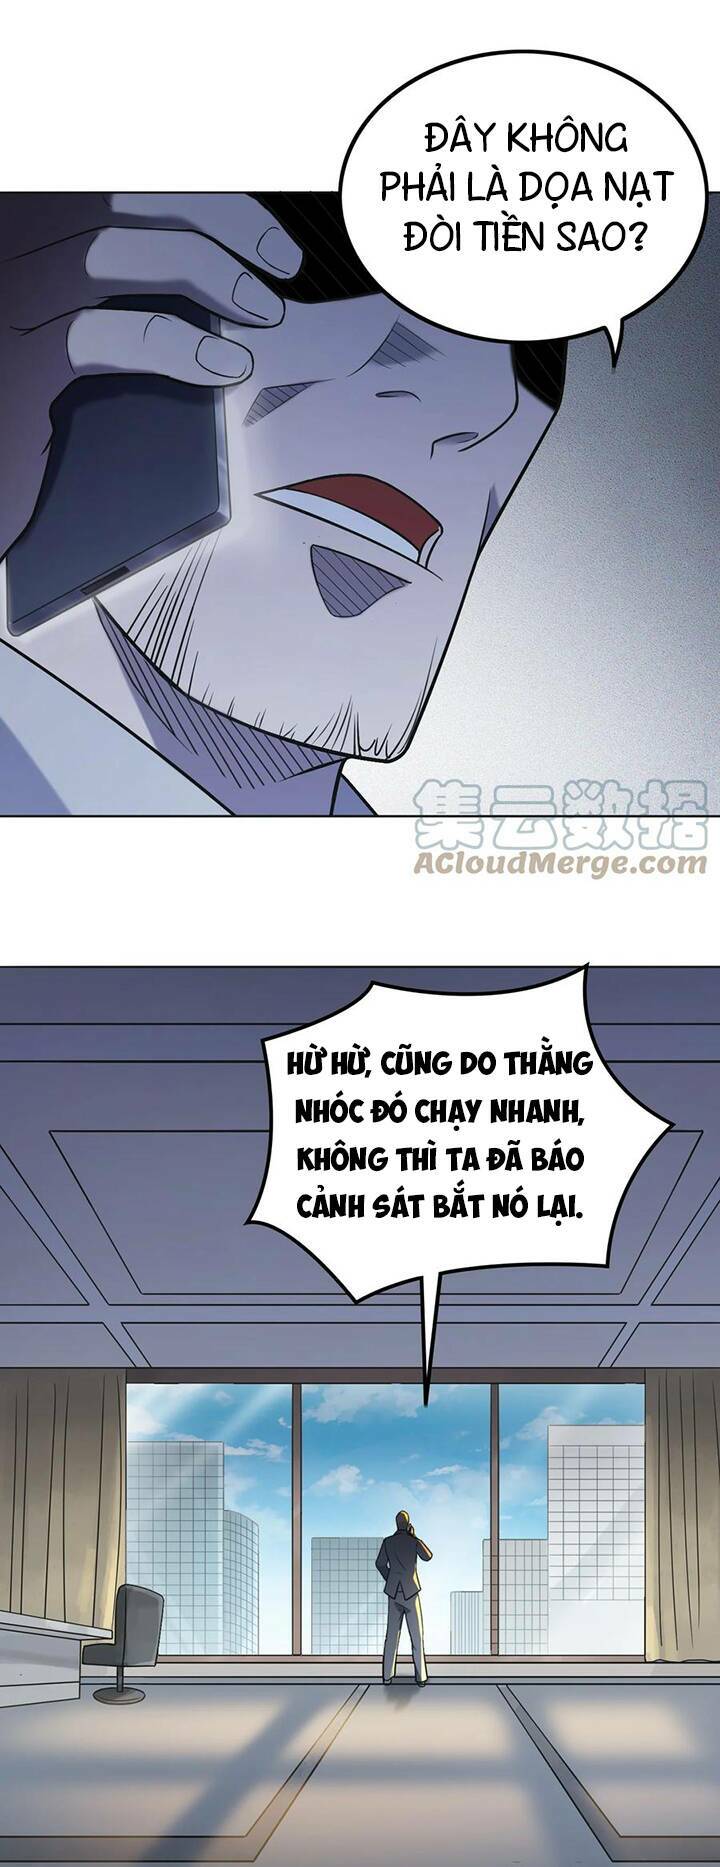 ĐÂY KHÔNG
PHẢI LÀ DỌA NẠT
ĐÒI TIỀN SAO?
集云数据
ACloudMerge.com
HỪ HỪ, CŨNG DO THẰNG
NHÓC ĐÓ CHẠY NHANH,
KHÔNG THÌ TA ĐÃ BÁO
CẢNH SÁT BẮT NÓ LẠI.